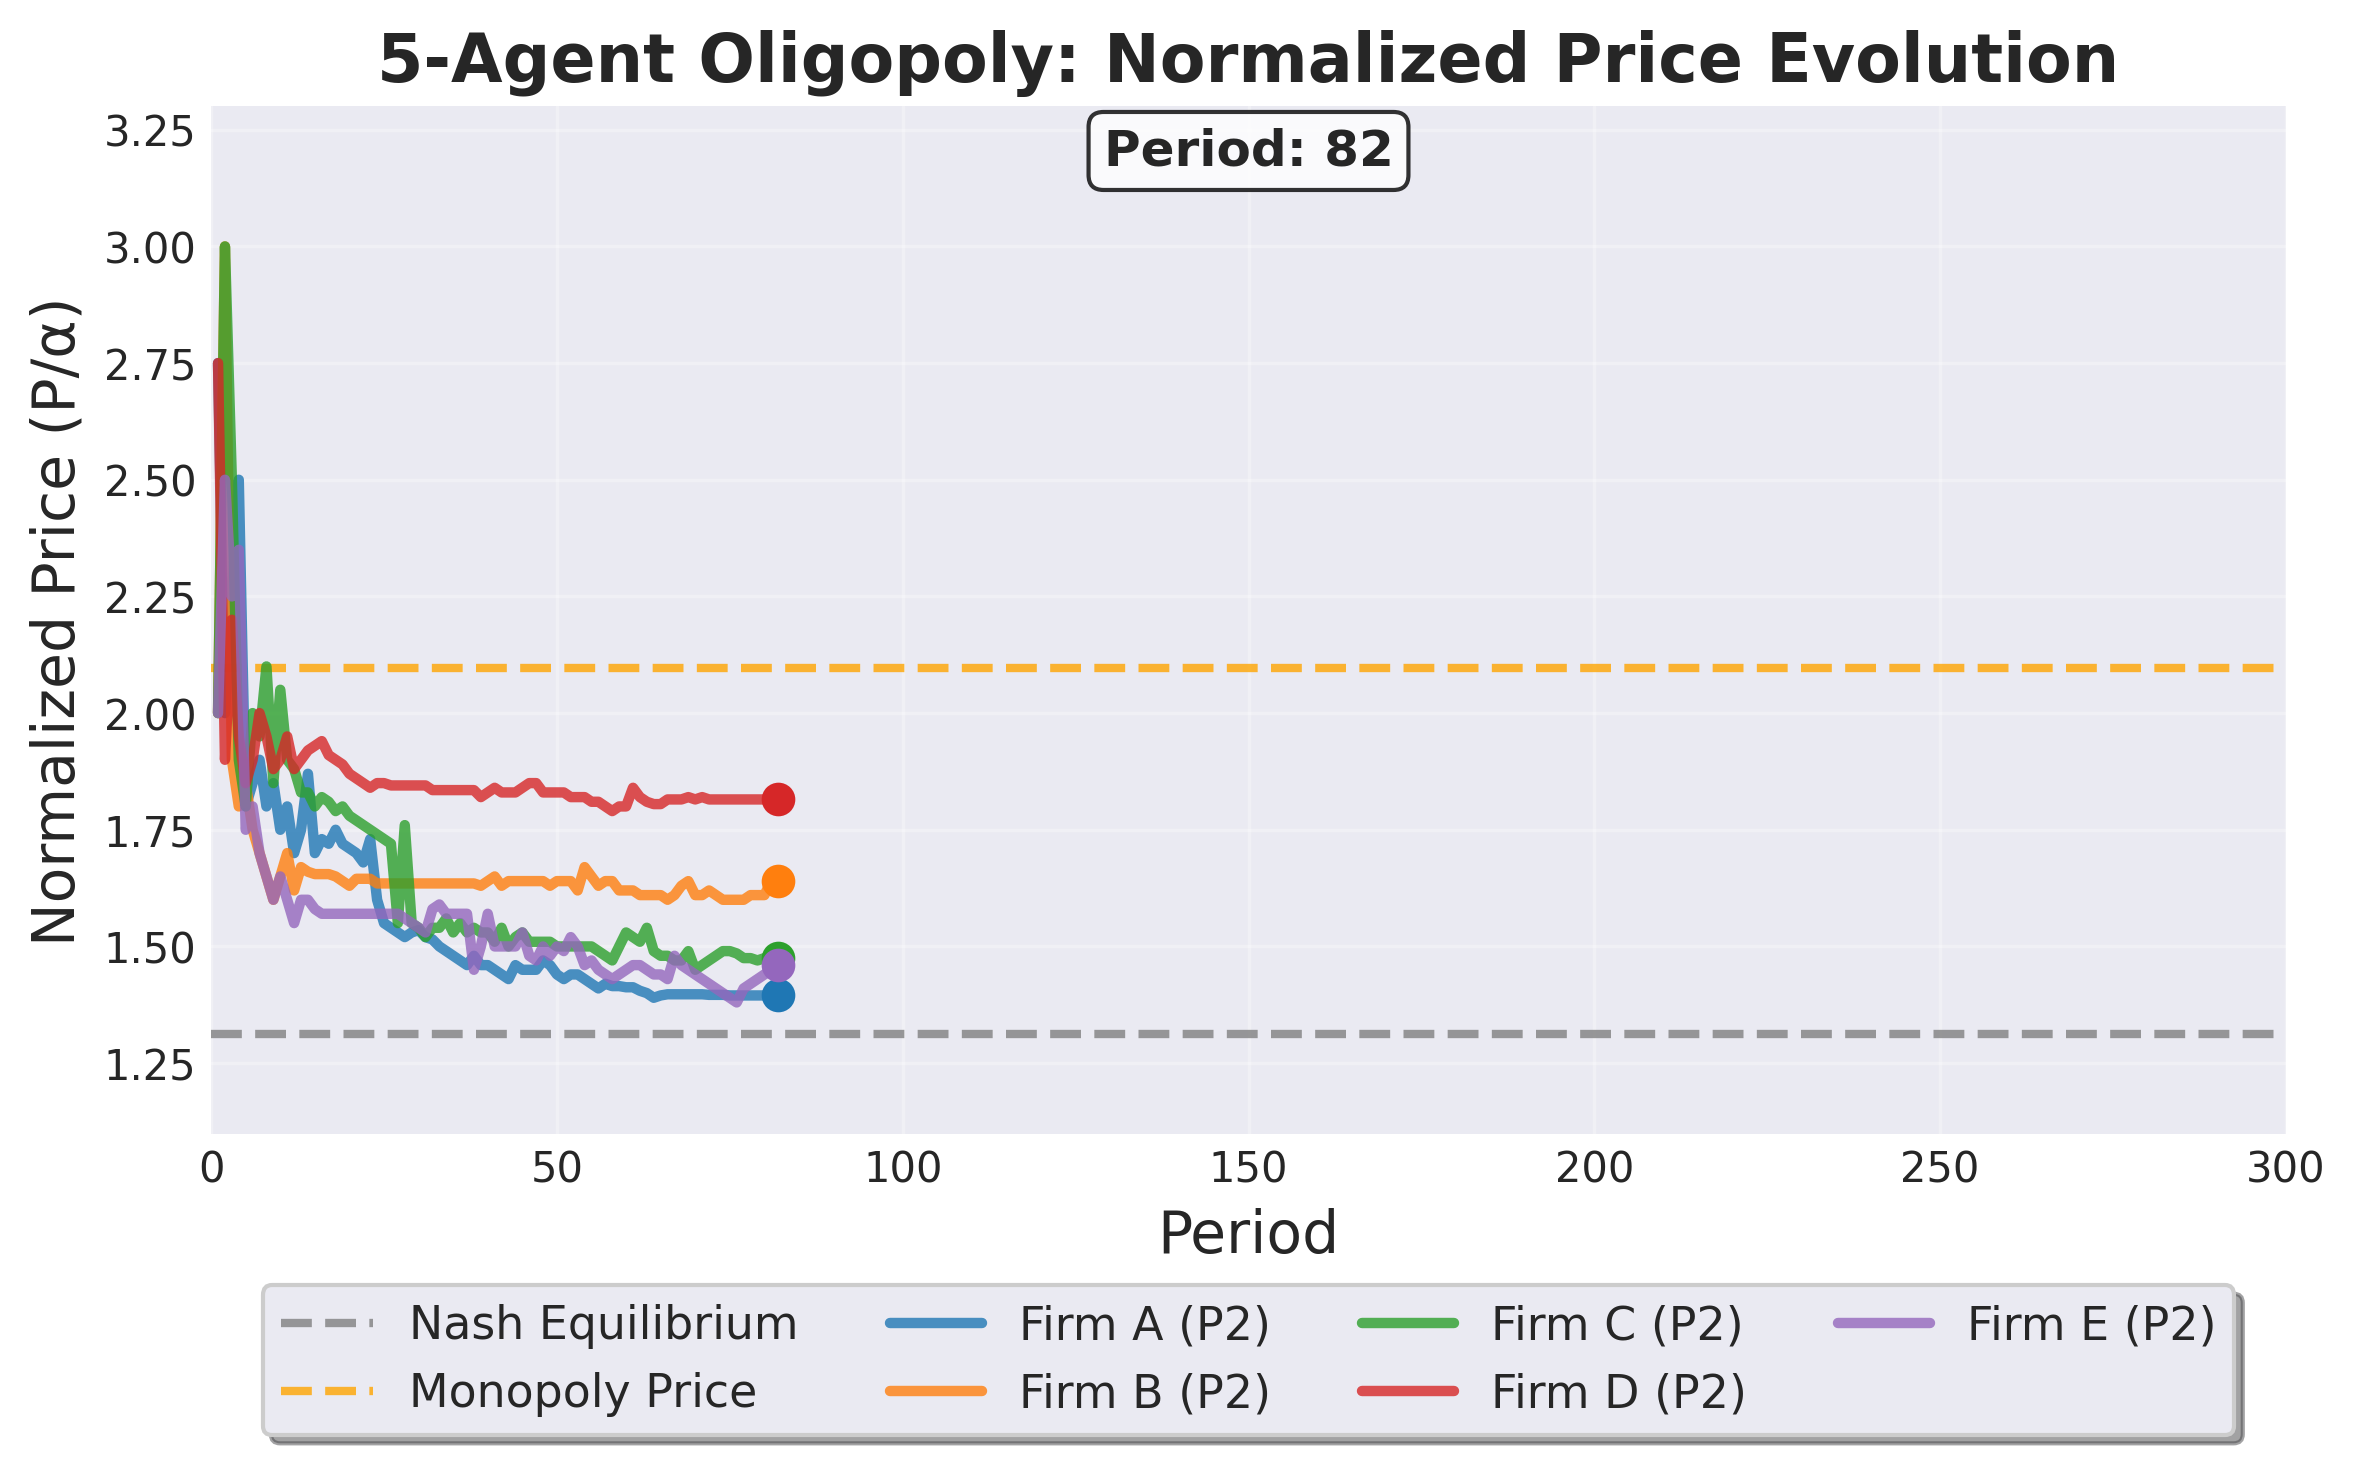 5-Agent Oligopoly: Normalized Price Evolution
Period: 82
Normalized Price (P/α)
3.25
3.00
2.75
2.50
2.25
2.00
1.75
1.50
1.25
0 50 100 150 200 250 300
Period
Nash Equilibrium
Monopoly Price
Firm A (P2)
Firm B (P2)
Firm C (P2)
Firm D (P2)
Firm E (P2)